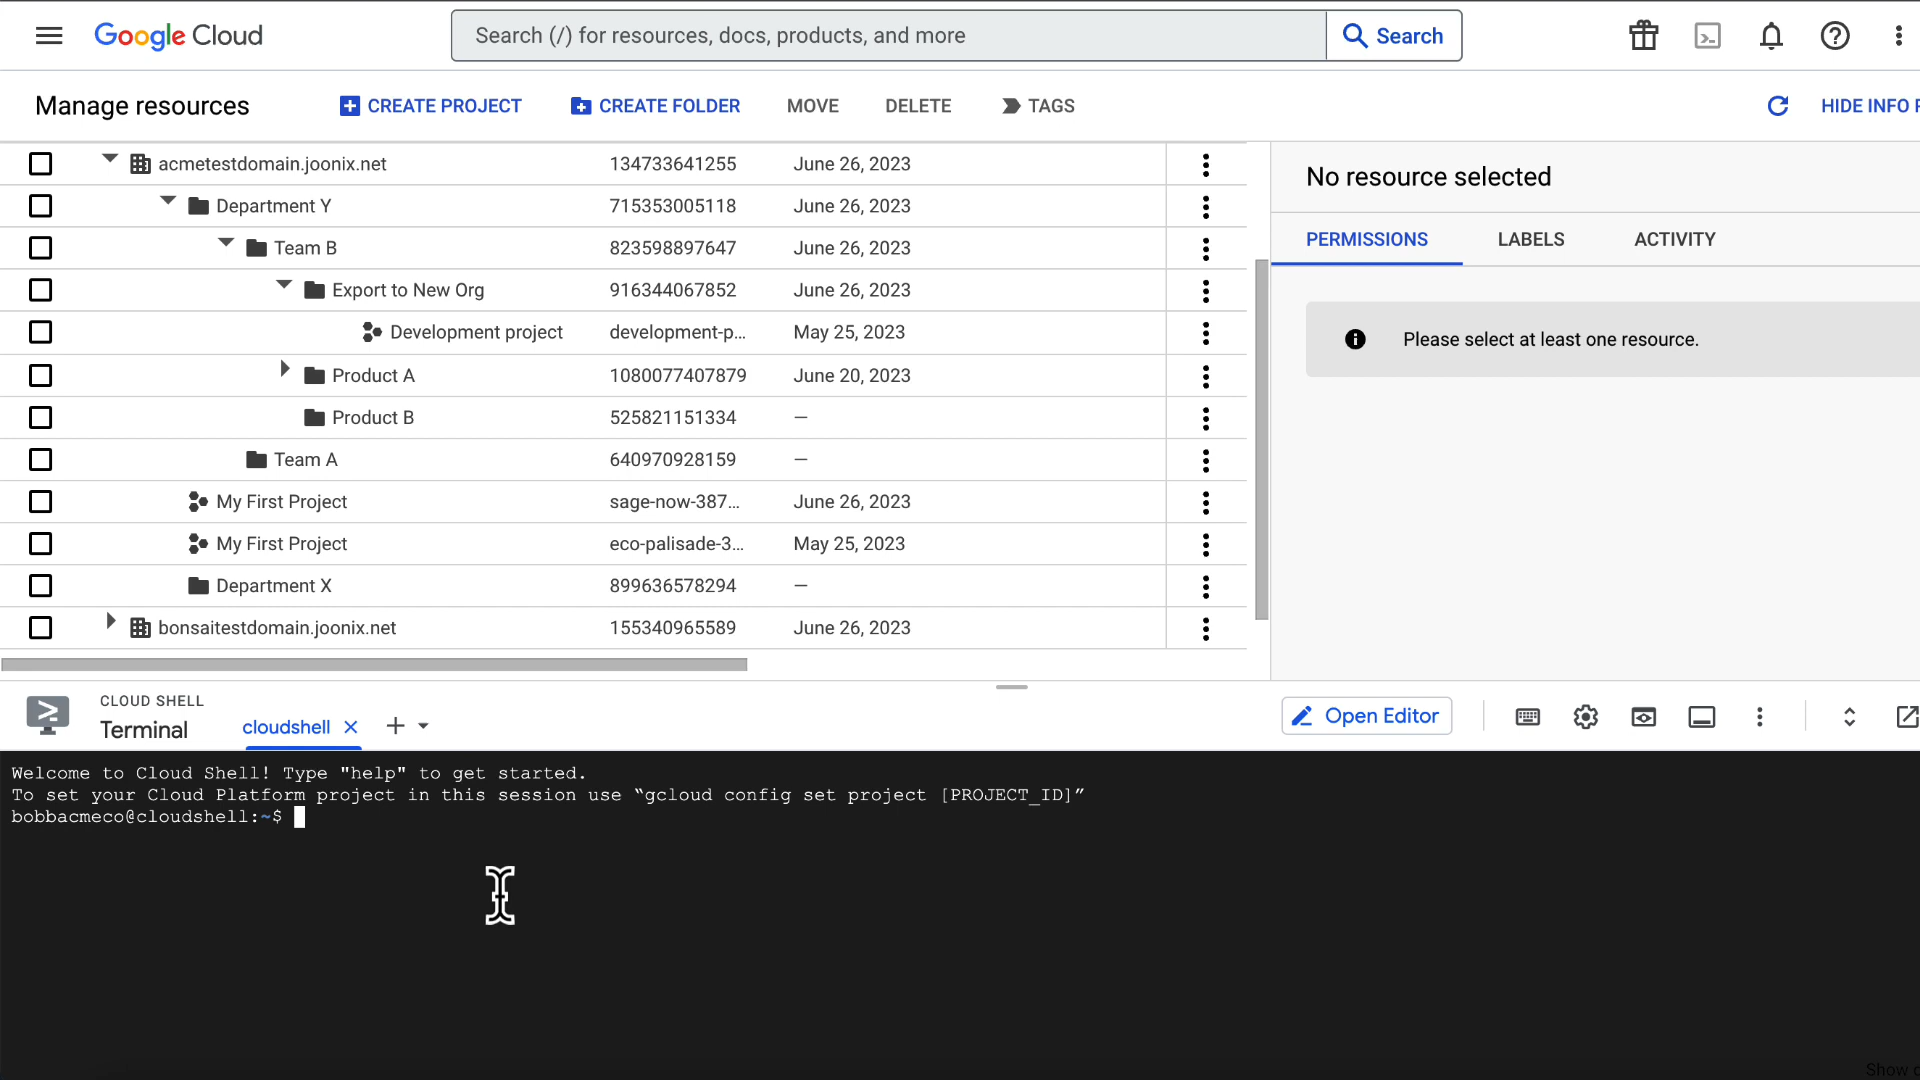 Google Cloud
Search (/) for resources, docs, products, and more
Search
Manage resources
CREATE PROJECT
CREATE FOLDER
MOVE
DELETE
TAGS
HIDE INFO P
acmetestdomain.joonix.net 134733641255 June 26, 2023
Department Y 715353005118 June 26, 2023
Team B 823598897647 June 26, 2023
Export to New Org 916344067852 June 26, 2023
Development project development-p... May 25, 2023
Product A 1080077407879 June 20, 2023
Product B 525821151334 —
Team A 640970928159 —
My First Project sage-now-387... June 26, 2023
My First Project eco-palisade-3... May 25, 2023
Department X 899636578294 —
bonsaitestdomain.joonix.net 155340965589 June 26, 2023
No resource selected
PERMISSIONS
LABELS
ACTIVITY
Please select at least one resource.
CLOUD SHELL
Terminal
cloudshell
Open Editor
Welcome to Cloud Shell! Type "help" to get started.
To set your Cloud Platform project in this session use “gcloud config set project [PROJECT_ID]”
bobbacmeco@cloudshell:~$
Show